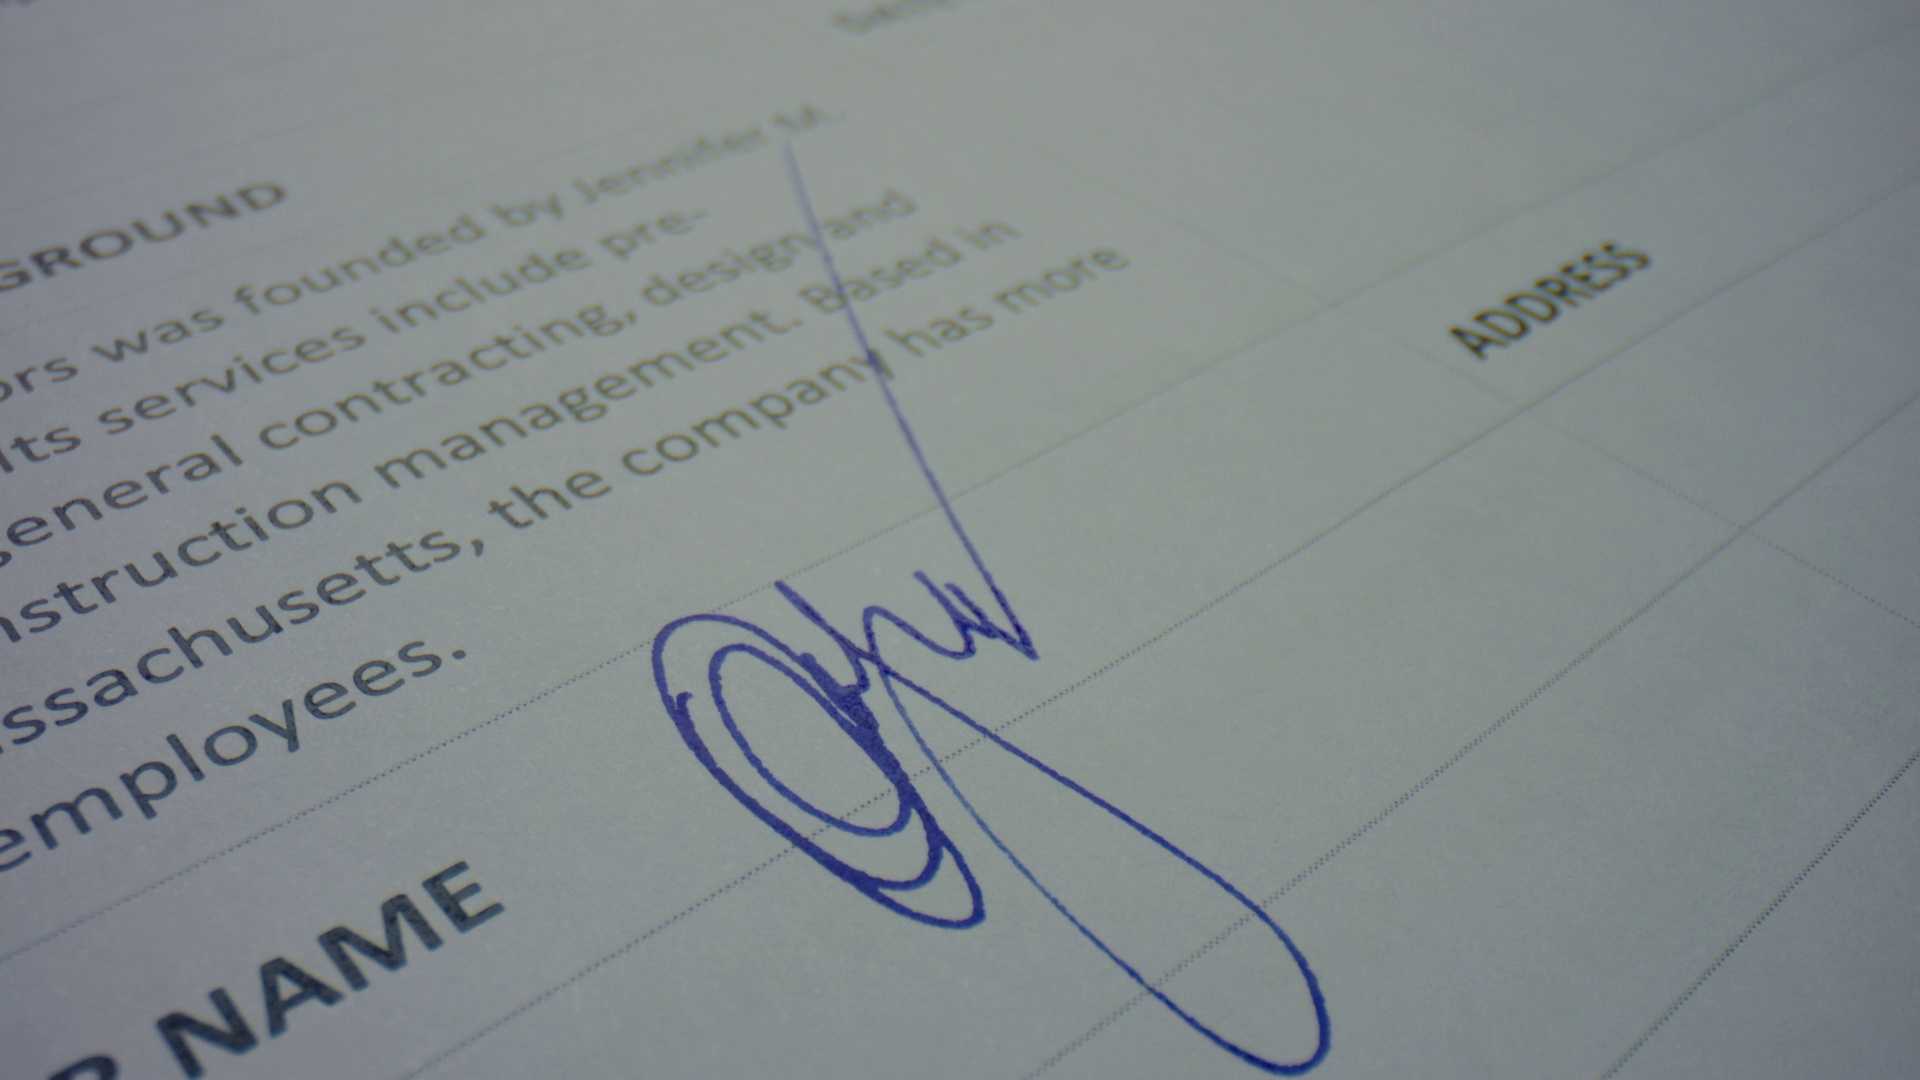 GROUND
ors was founded by Jennifer M.
Its services include pre-
general contracting, design and
nstruction management. Based in
ssachusetts, the company has more
employees.
ADDRESS
R NAME